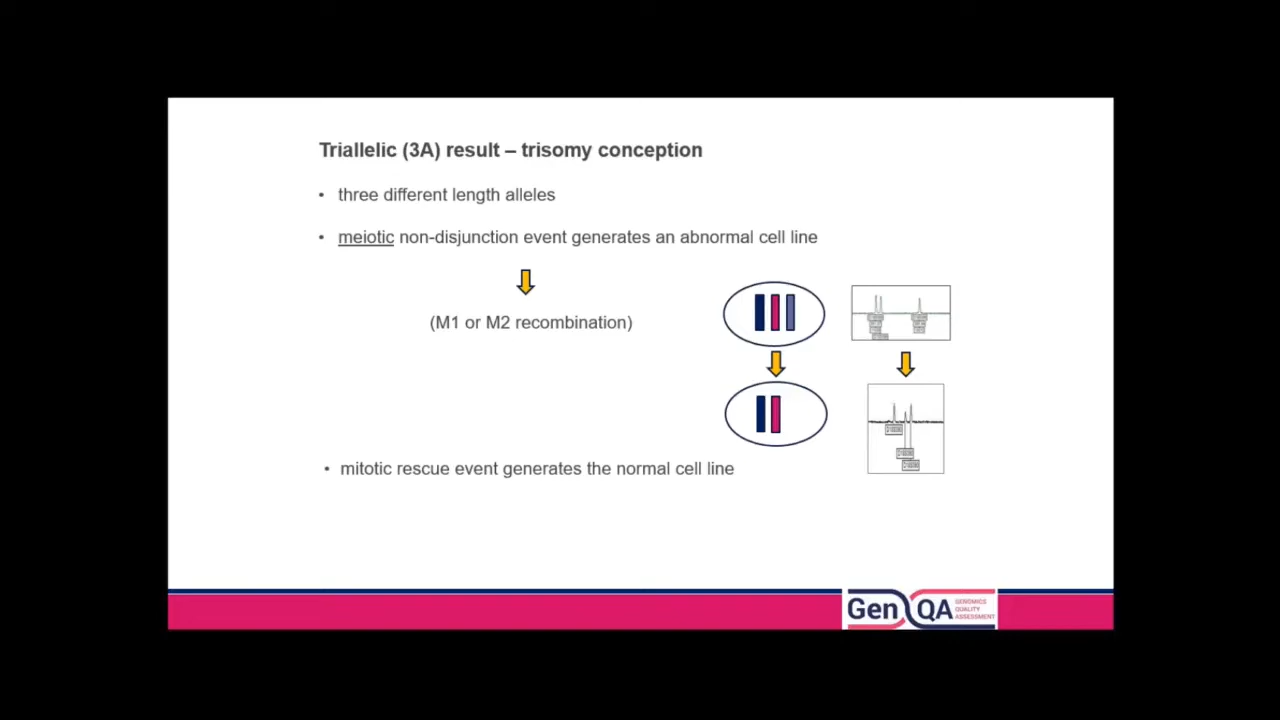 Triallelic (3A) result – trisomy conception
• three different length alleles
• meiotic non-disjunction event generates an abnormal cell line
(M1 or M2 recombination)
• mitotic rescue event generates the normal cell line
GenQA
GENOMICS
QUALITY
ASSESSMENT